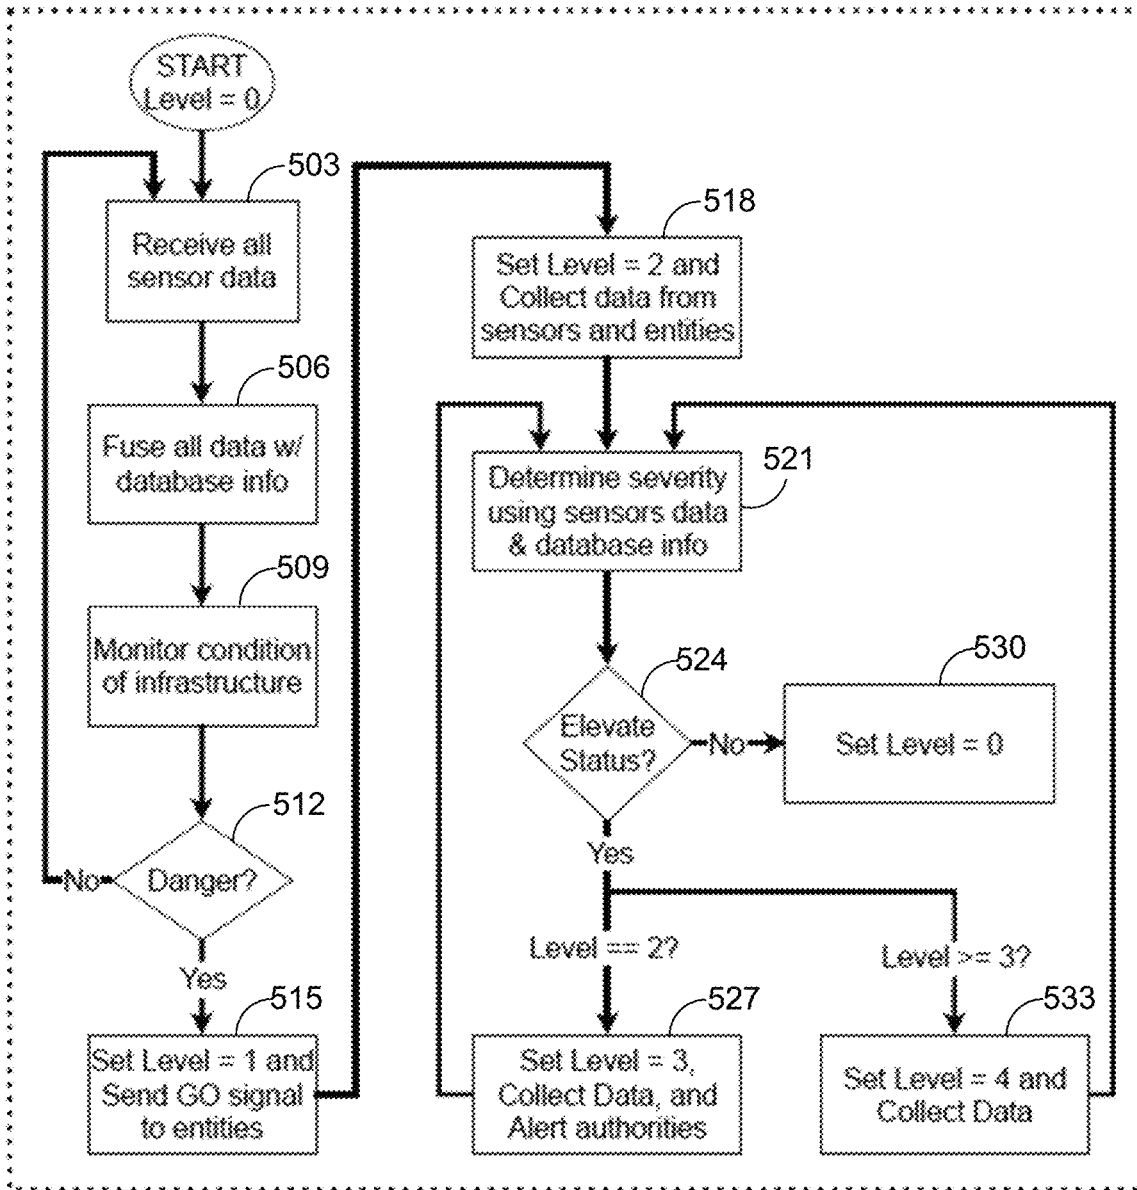 START
Level = 0
503
Receive all
sensor data
506
Fuse all data w/
database info
509
Monitor condition
of infrastructure
512
Danger?
No
Yes
515
Set Level = 1 and
Send GO signal
to entities
518
Set Level = 2 and
Collect data from
sensors and entities
521
Determine severity
using sensors data
& database info
524
Elevate
Status?
No
530
Set Level = 0
Yes
Level == 2?
Level >= 3?
527
Set Level = 3,
Collect Data, and
Alert authorities
533
Set Level = 4 and
Collect Data